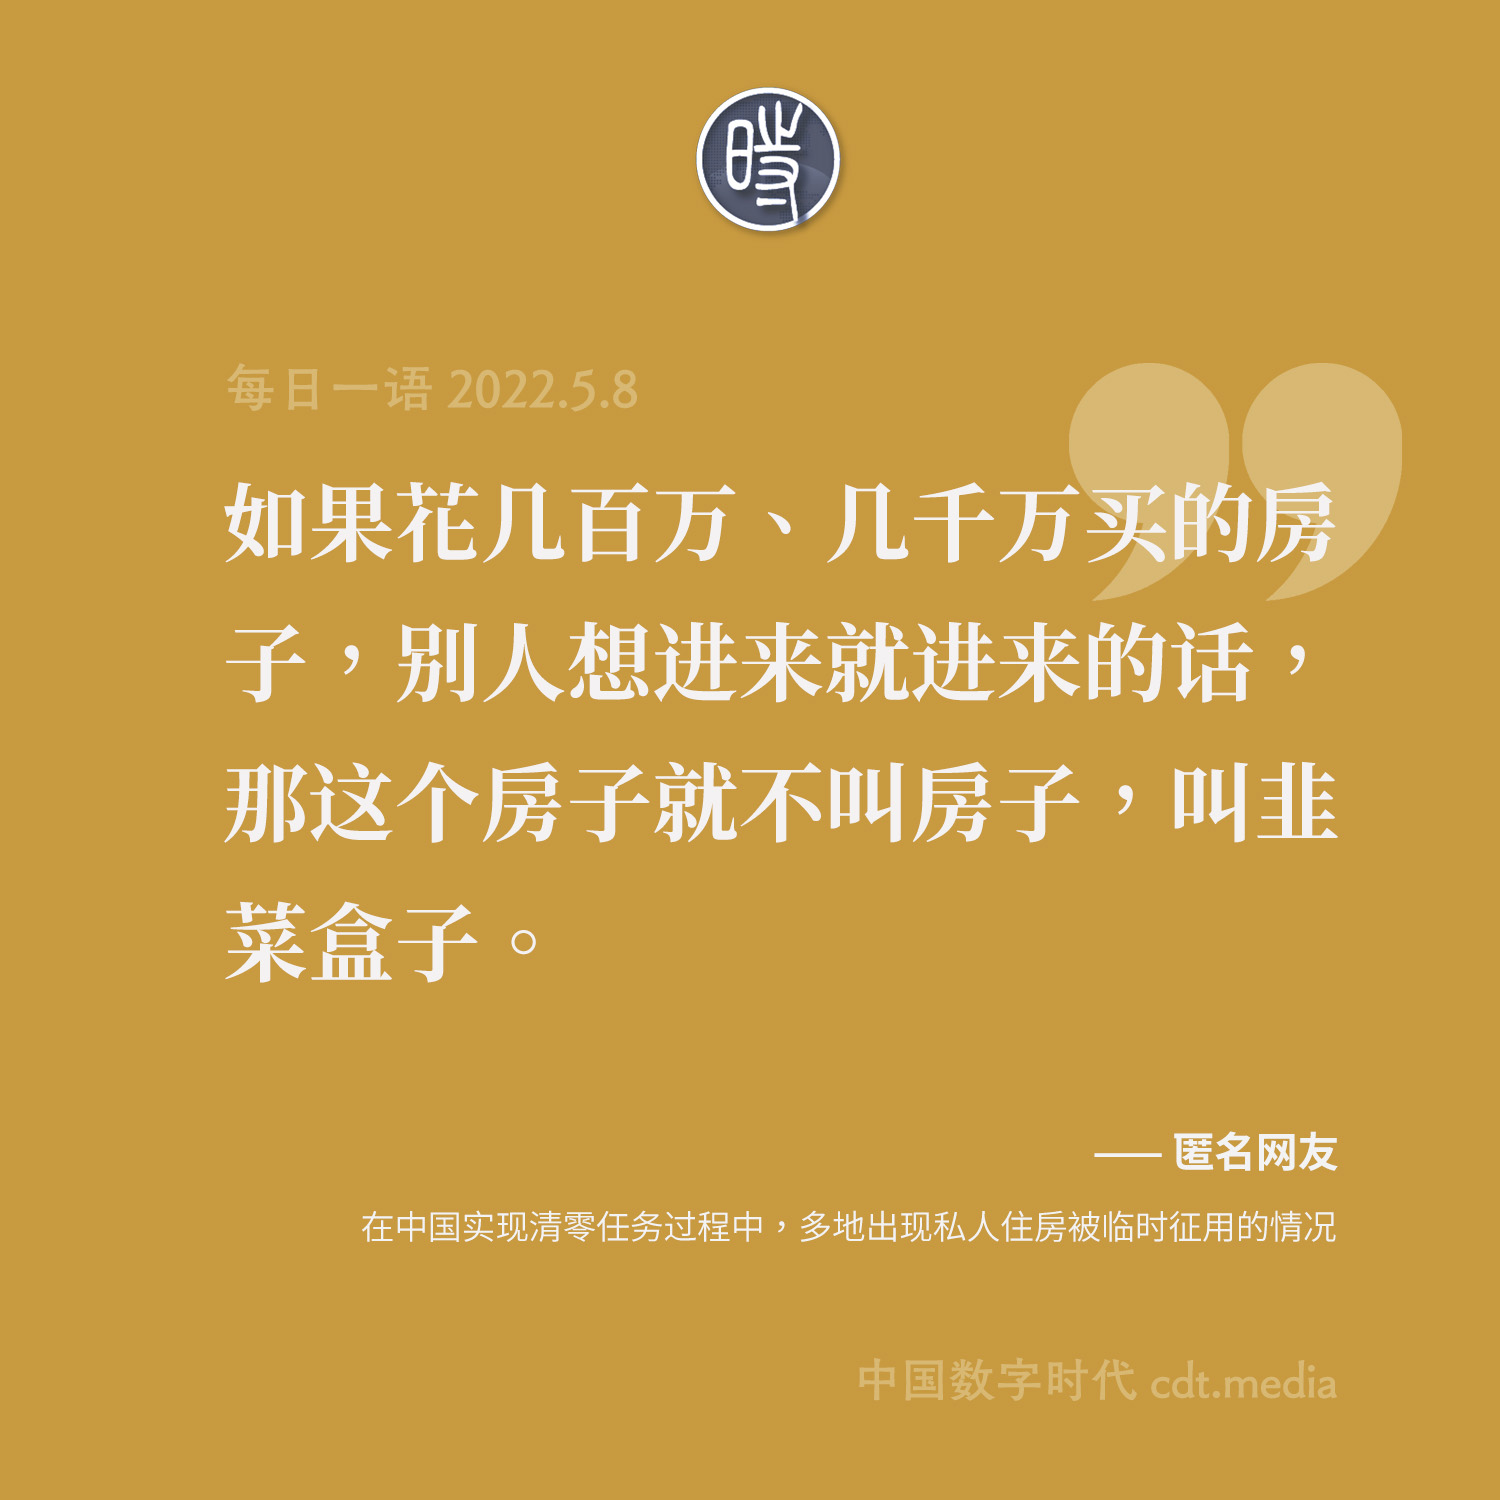 時
每日一语 2022.5.8
如果花几百万、几千万买的房
子，别人想进来就进来的话，
那这个房子就不叫房子，叫韭
菜盒子。
—— 匿名网友
在中国实现清零任务过程中，多地出现私人住房被临时征用的情况
中国数字时代 cdt.media